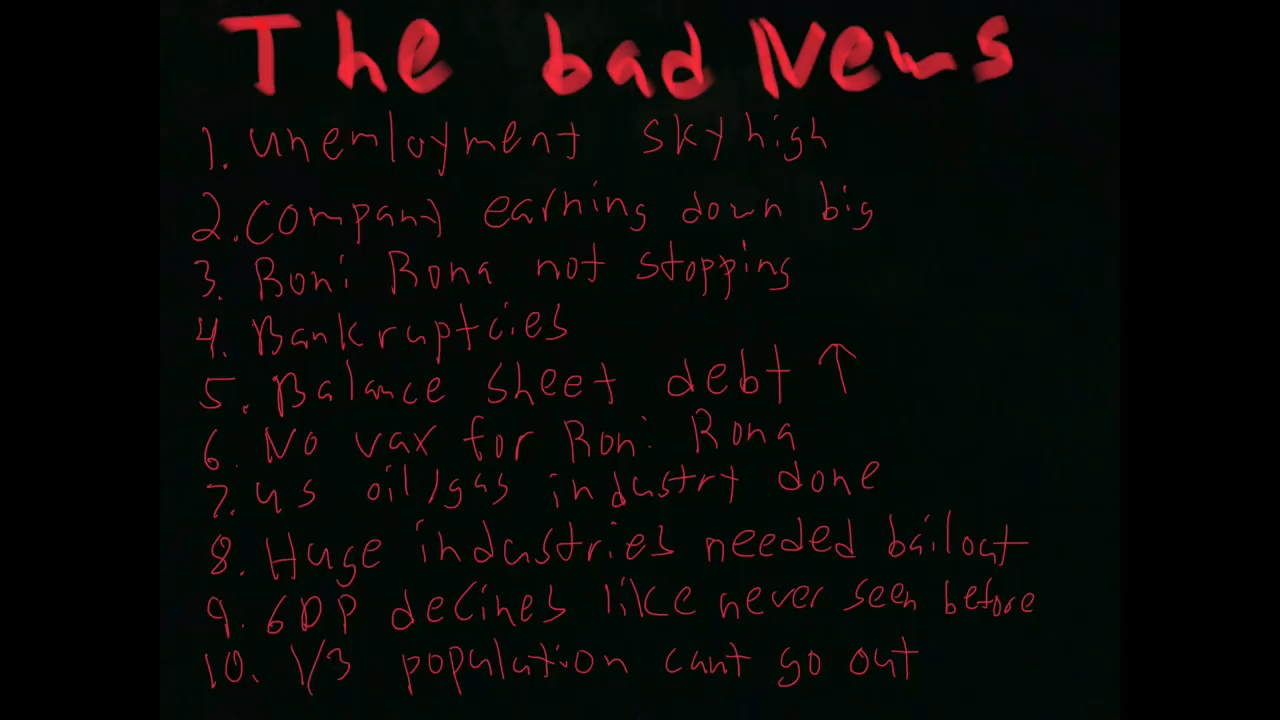 The bad News
1. unemloyment sky high
2. Company earning down big
3. Roni Rona not stopping
4. Bankruptcies
5. Balance sheet debt ↑
6. No vax for Roni Rona
7. US oil/gas industry done
8. Huge industries needed bailout
9. GDP declines like never seen before
10. 1/3 population cant go out